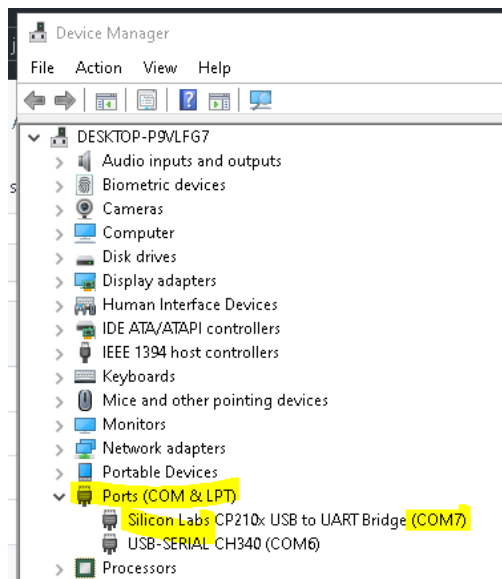 Device Manager
File Action View Help
DESKTOP-P9VLFG7
Audio inputs and outputs
Biometric devices
Cameras
Computer
Disk drives
Display adapters
Human Interface Devices
IDE ATA/ATAPI controllers
IEEE 1394 host controllers
Keyboards
Mice and other pointing devices
Monitors
Network adapters
Portable Devices
Ports (COM & LPT)
Silicon Labs CP210x USB to UART Bridge (COM7)
USB-SERIAL CH340 (COM6)
Processors